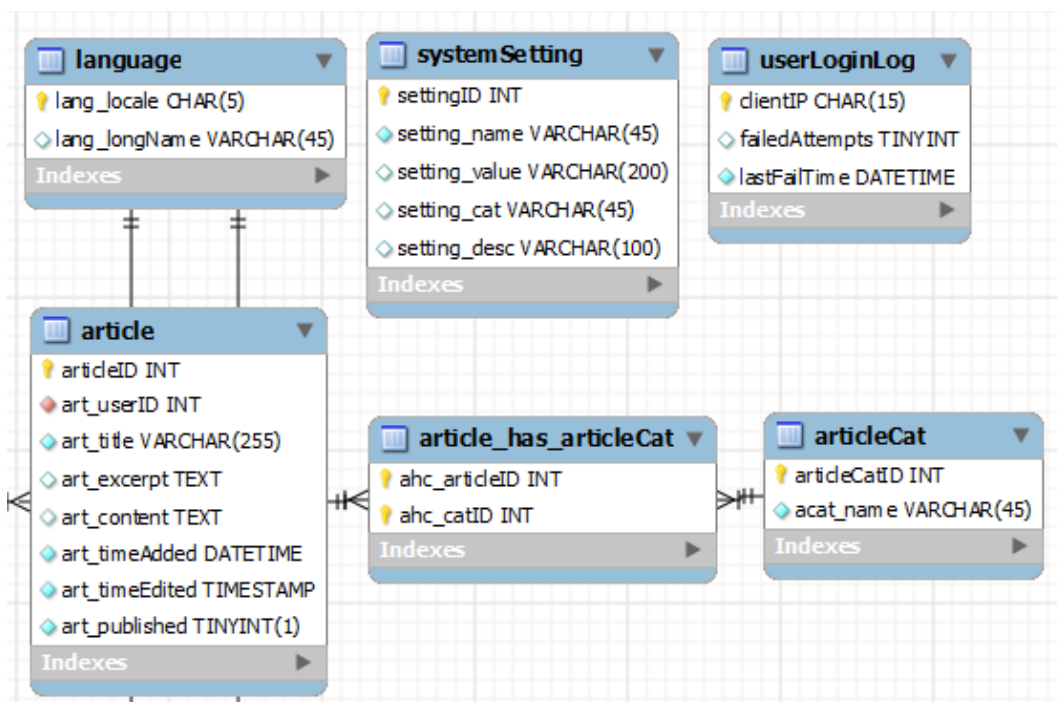 language
lang_locale CHAR(5)
lang_longName VARCHAR(45)
Indexes
systemSetting
settingID INT
setting_name VARCHAR(45)
setting_value VARCHAR(200)
setting_cat VARCHAR(45)
setting_desc VARCHAR(100)
Indexes
userLoginLog
clientIP CHAR(15)
failedAttempts TINYINT
lastFailTime DATETIME
Indexes
article
articleID INT
art_userID INT
art_title VARCHAR(255)
art_excerpt TEXT
art_content TEXT
art_timeAdded DATETIME
art_timeEdited TIMESTAMP
art_published TINYINT(1)
Indexes
article_has_articleCat
ahc_articleID INT
ahc_catID INT
Indexes
articleCat
articleCatID INT
acat_name VARCHAR(45)
Indexes